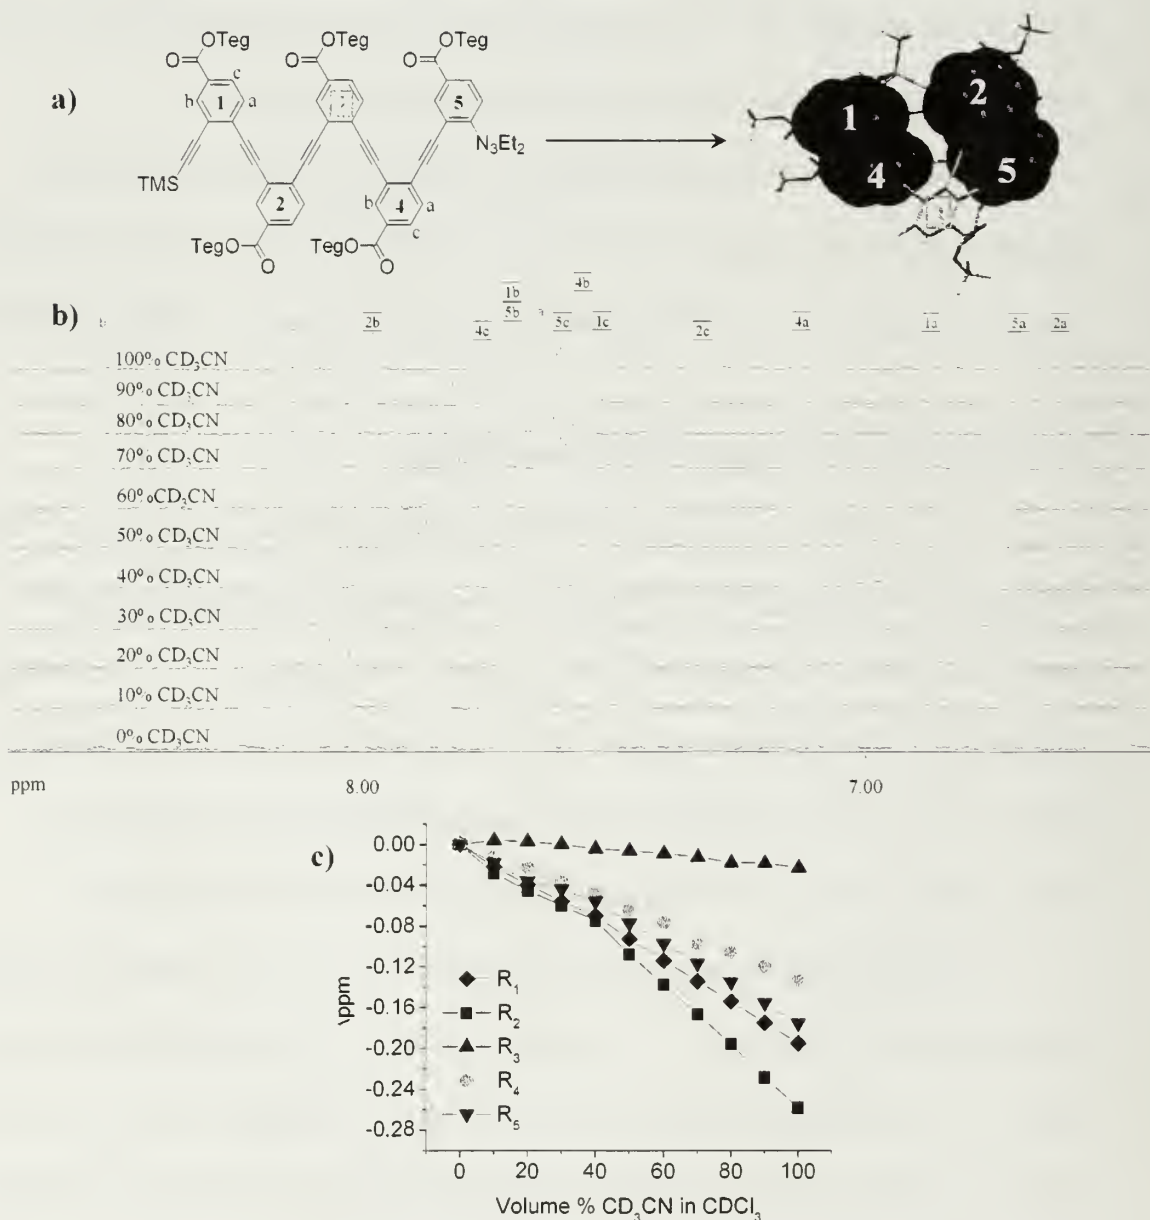 a)
OTeg OTeg OTeg
O O O
c
b 1 a 5
N3Et2
TMS
2 b 4 a
c
TegO TegO
O O
1 2
4 5
b)
1b 4b
2b 4c 5b 5c 1c 2c 4a 1a 5a 2a
100% CD3CN
90% CD3CN
80% CD3CN
70% CD3CN
60%CD3CN
50% CD3CN
40% CD3CN
30% CD3CN
20% CD3CN
10% CD3CN
0% CD3CN
ppm 8.00 7.00
c)
0.00
-0.04
-0.08
-0.12
-0.16
-0.20
-0.24
-0.28
ppm
R1
R2
R3
R4
R5
0 20 40 60 80 100
Volume % CD3CN in CDCl3